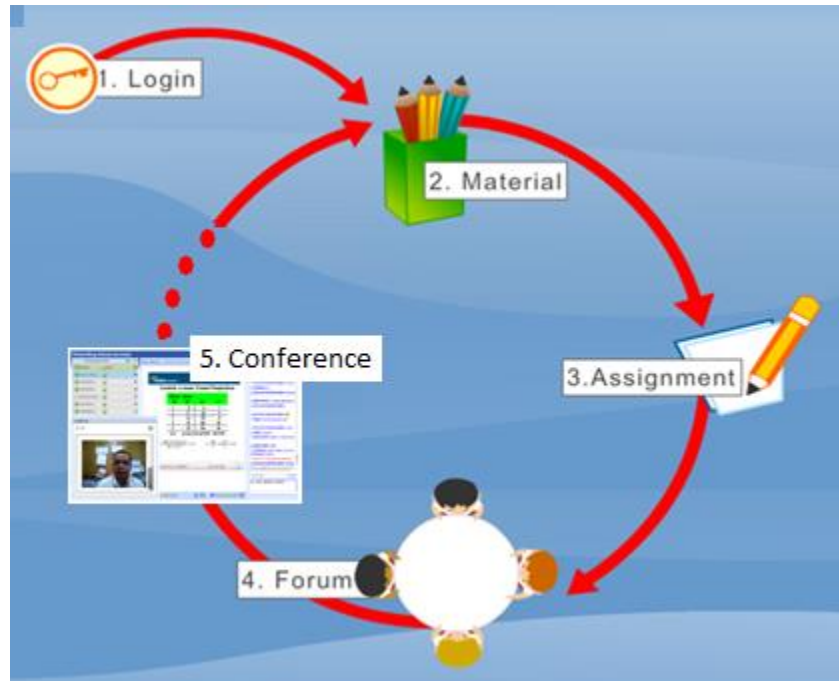 1. Login
2. Material
3.Assignment
4. Forum
5. Conference